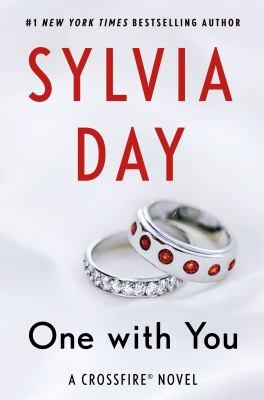 #1 NEW YORK TIMES BESTSELLING AUTHOR
SYLVIA
DAY
One with You
A CROSSFIRE® NOVEL